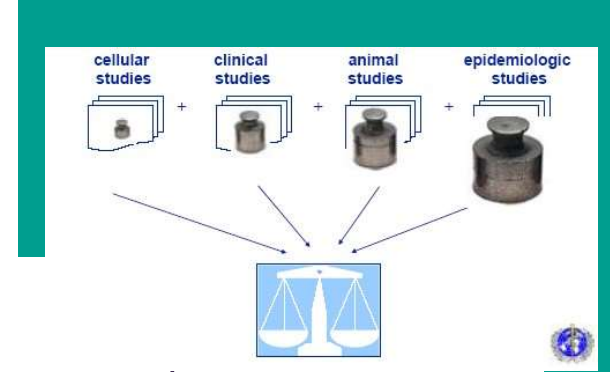 cellular
studies
clinical
studies
animal
studies
epidemiologic
studies
+
+
+